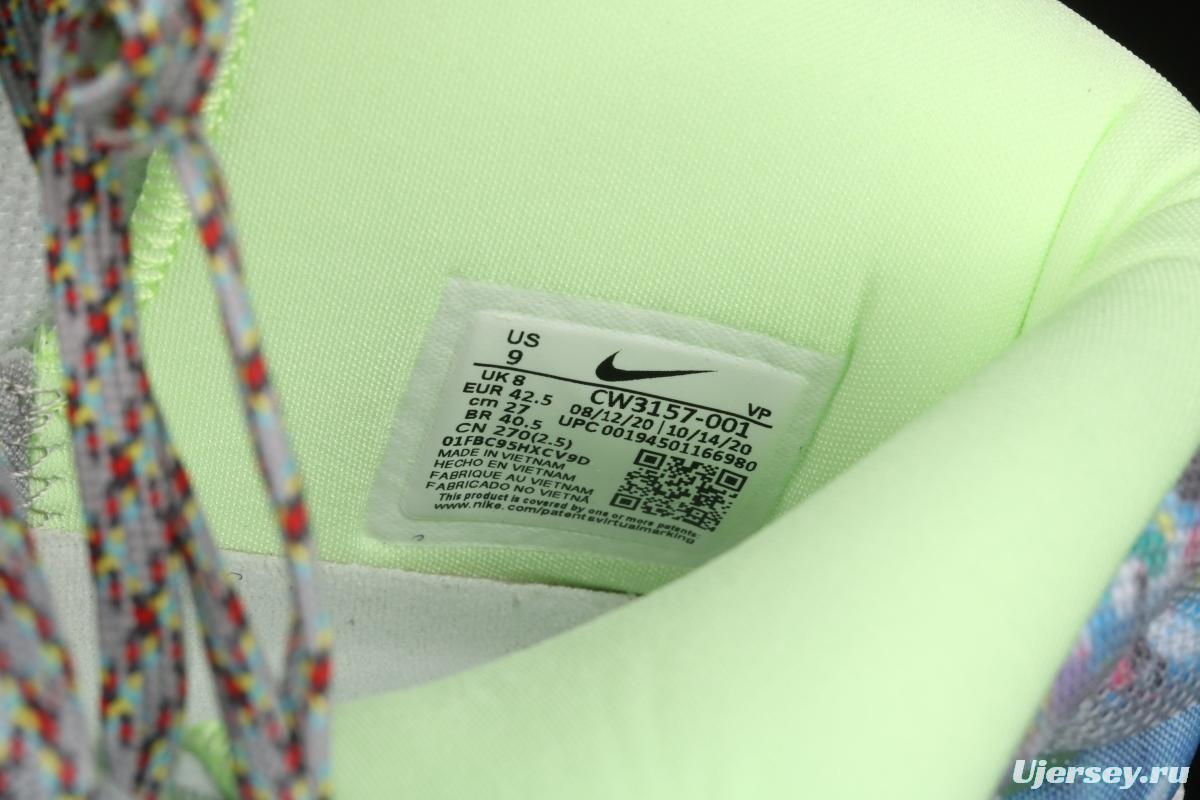 US
9
UK 8
EUR 42.5
cm 27
BR 40.5
CN 270(2.5)
VP
CW3157-001
08/12/20 | 10/14/20
UPC 00194501166980
01FBC95HXCV9D
MADE IN VIETNAM
HECHO EN VIETNAM
FABRIQUE AU VIETNAM
FABRICADO NO VIETNÃ
This product is covered by one or more patents:
www.nike.com/patentsvirtualmarking
Ujersey.ru